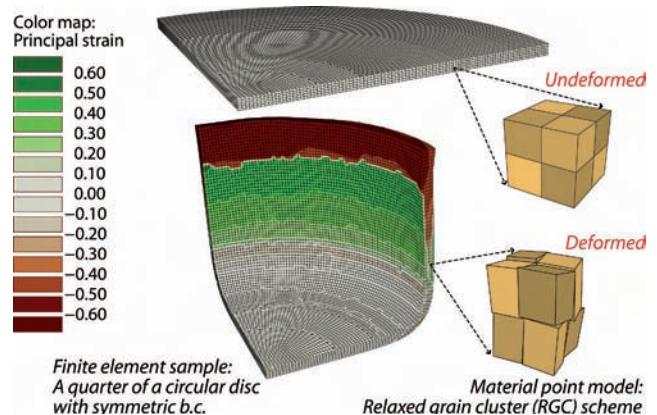 Color map:
Principal strain
0.60
0.50
0.40
0.30
0.20
0.10
0.00
−0.10
−0.20
−0.30
−0.40
−0.50
−0.60
Undeformed
Deformed
Finite element sample:
A quarter of a circular disc
with symmetric b.c.
Material point model:
Relaxed grain cluster (RGC) scheme